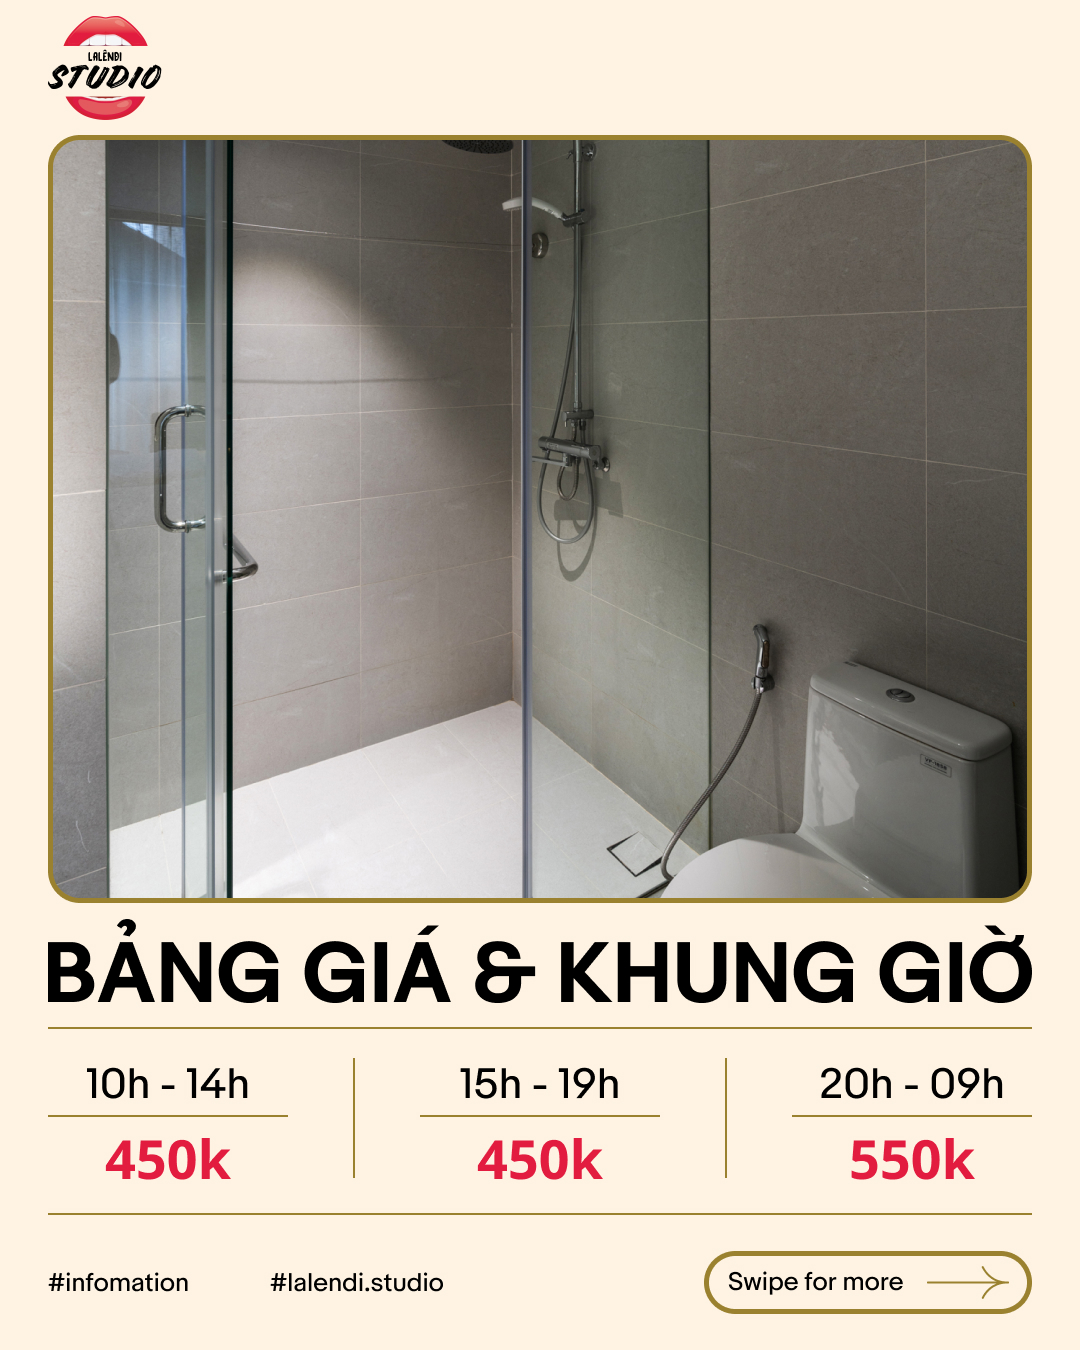 LALÊNDI
STUDIO
BẢNG GIÁ & KHUNG GIỜ
10h - 14h
15h - 19h
20h - 09h
450k
450k
550k
#infomation
#lalendi.studio
Swipe for more